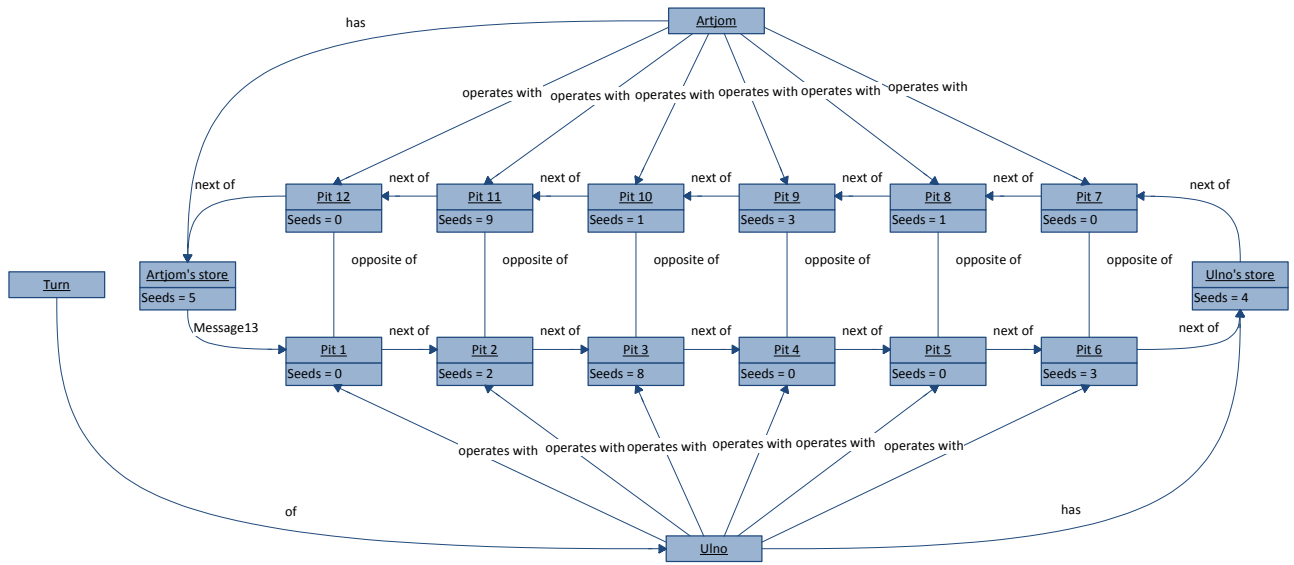 Artjom
has
operates with operates with operates with operates with operates with operates with
next of next of next of next of next of next of next of
Pit 12 Pit 11 Pit 10 Pit 9 Pit 8 Pit 7
Seeds = 0 Seeds = 9 Seeds = 1 Seeds = 3 Seeds = 1 Seeds = 0
opposite of opposite of opposite of opposite of opposite of opposite of
Turn Artjom's store Ulno's store
Seeds = 5 Seeds = 4
Message13 next of next of next of next of next of next of
Pit 1 Pit 2 Pit 3 Pit 4 Pit 5 Pit 6
Seeds = 0 Seeds = 2 Seeds = 8 Seeds = 0 Seeds = 0 Seeds = 3
operates with operates with operates with operates with operates with operates with
of has
Ulno